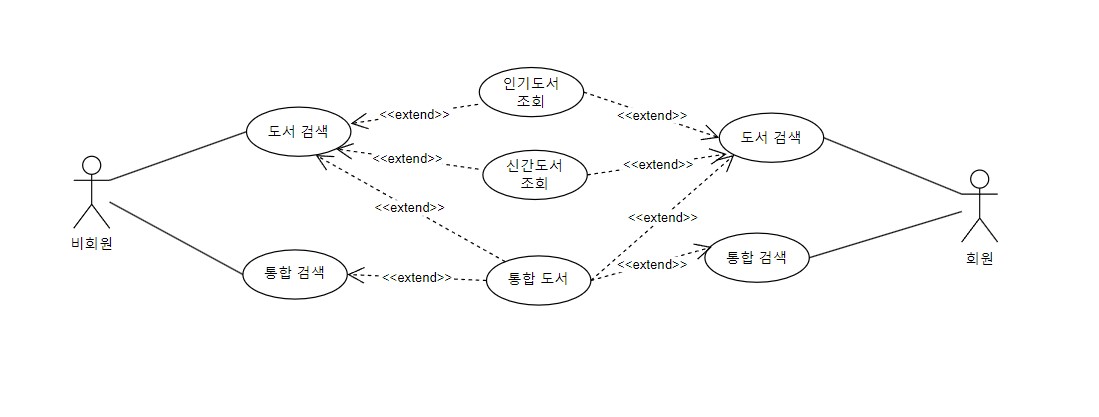 인기도서
조회
<<extend>>
<<extend>>
도서 검색
도서 검색
<<extend>>
신간도서
조회
<<extend>>
비회원
<<extend>>
<<extend>>
회원
통합 검색
<<extend>>
통합 도서
<<extend>>
통합 검색